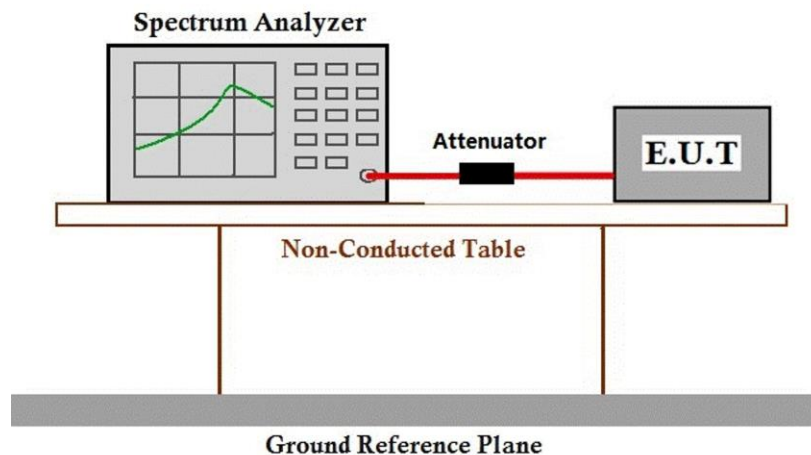 Spectrum Analyzer
Attenuator
E.U.T
Non-Conducted Table
Ground Reference Plane